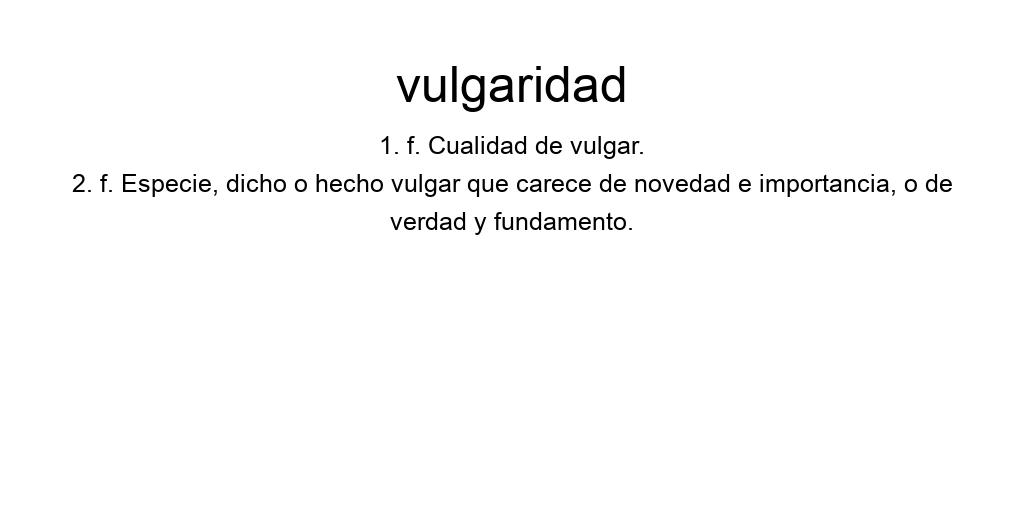 vulgaridad
1. f. Cualidad de vulgar.
2. f. Especie, dicho o hecho vulgar que carece de novedad e importancia, o de
verdad y fundamento.